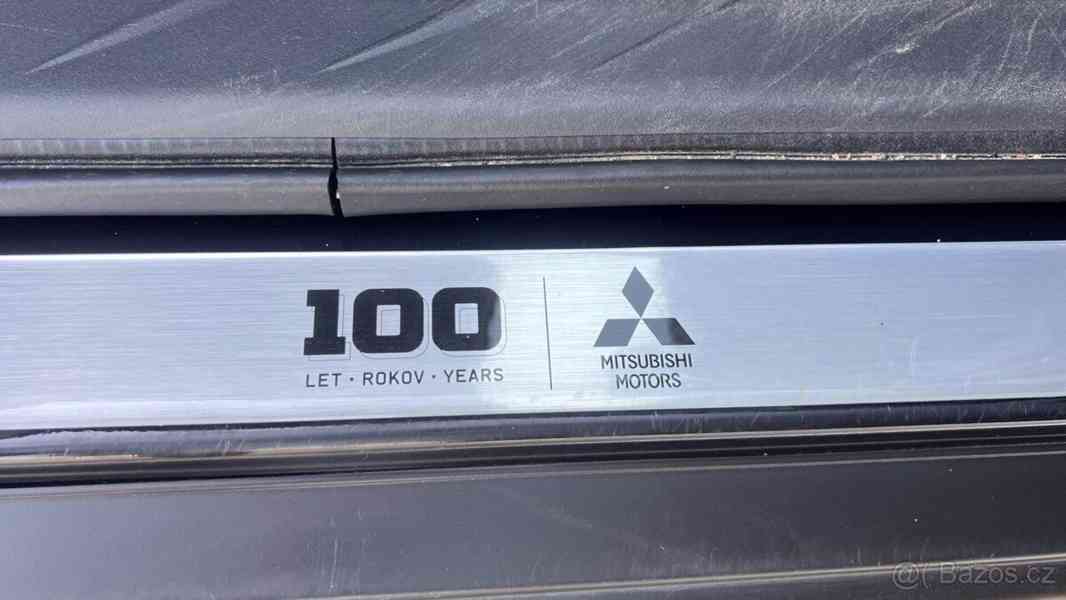 100
LET · ROKOV · YEARS
MITSUBISHI
MOTORS
@( Bazos.cz